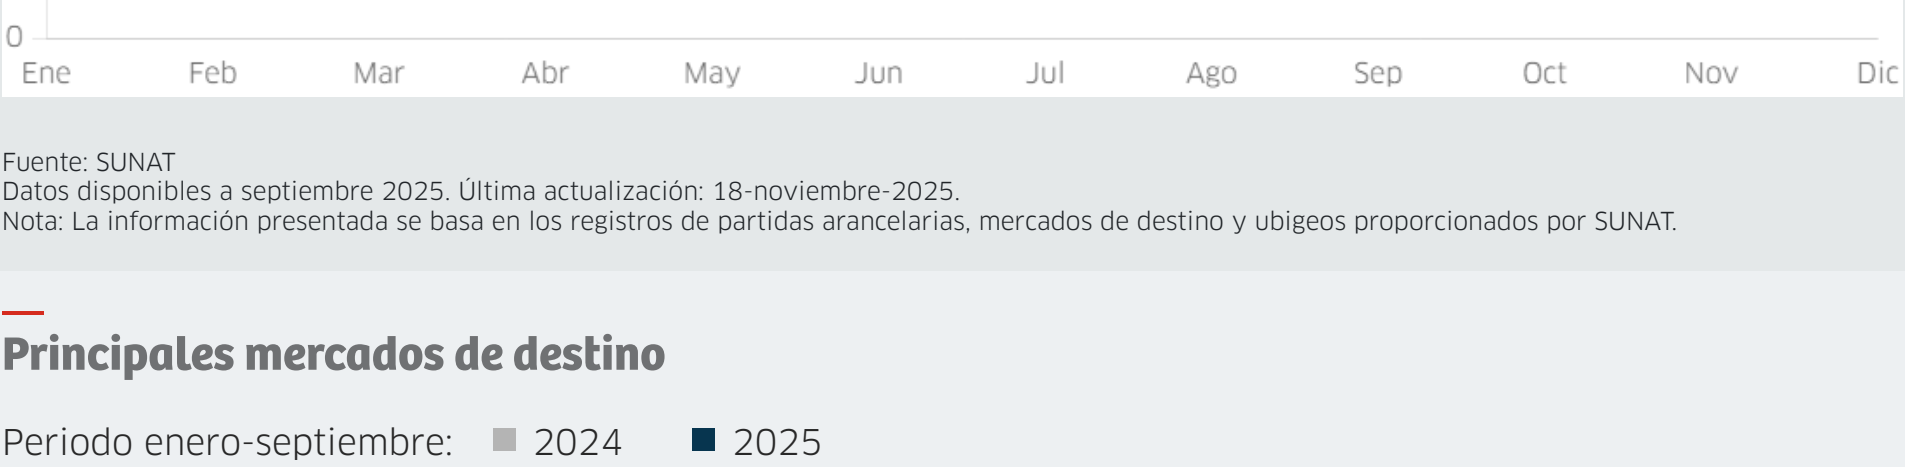 0
Ene Feb Mar Abr May Jun Jul Ago Sep Oct Nov Dic
Fuente: SUNAT
Datos disponibles a septiembre 2025. Última actualización: 18-noviembre-2025.
Nota: La información presentada se basa en los registros de partidas arancelarias, mercados de destino y ubigeos proporcionados por SUNAT.
Principales mercados de destino
Periodo enero-septiembre: 2024 2025